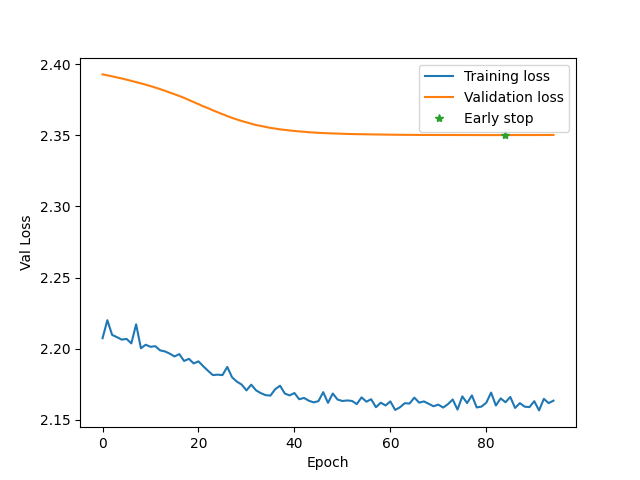 2.40
2.35
2.30
2.25
2.20
2.15
Val Loss
Training loss
Validation loss
Early stop
0
20
40
60
80
Epoch